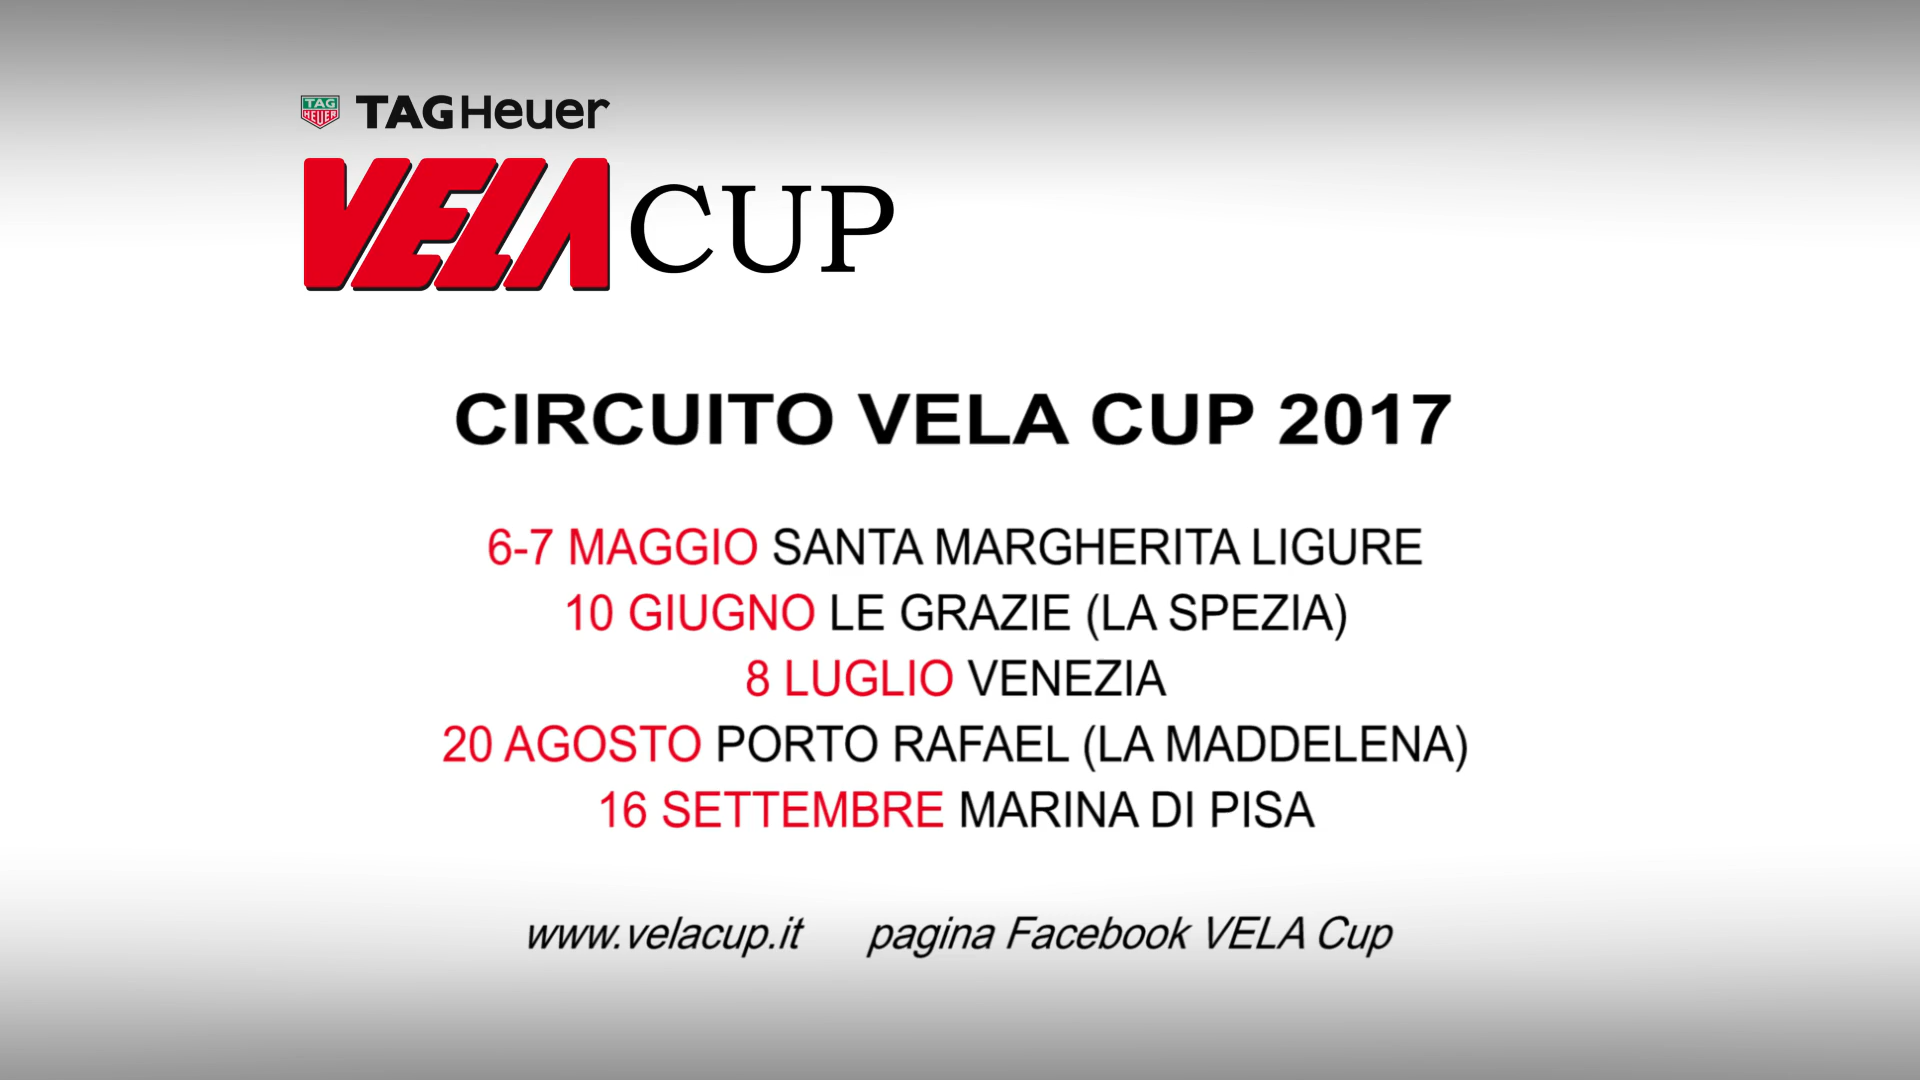 TAG HEUER TAGHeuer
VELA CUP
CIRCUITO VELA CUP 2017
6-7 MAGGIO SANTA MARGHERITA LIGURE
10 GIUGNO LE GRAZIE (LA SPEZIA)
8 LUGLIO VENEZIA
20 AGOSTO PORTO RAFAEL (LA MADDELENA)
16 SETTEMBRE MARINA DI PISA
www.velacup.it pagina Facebook VELA Cup